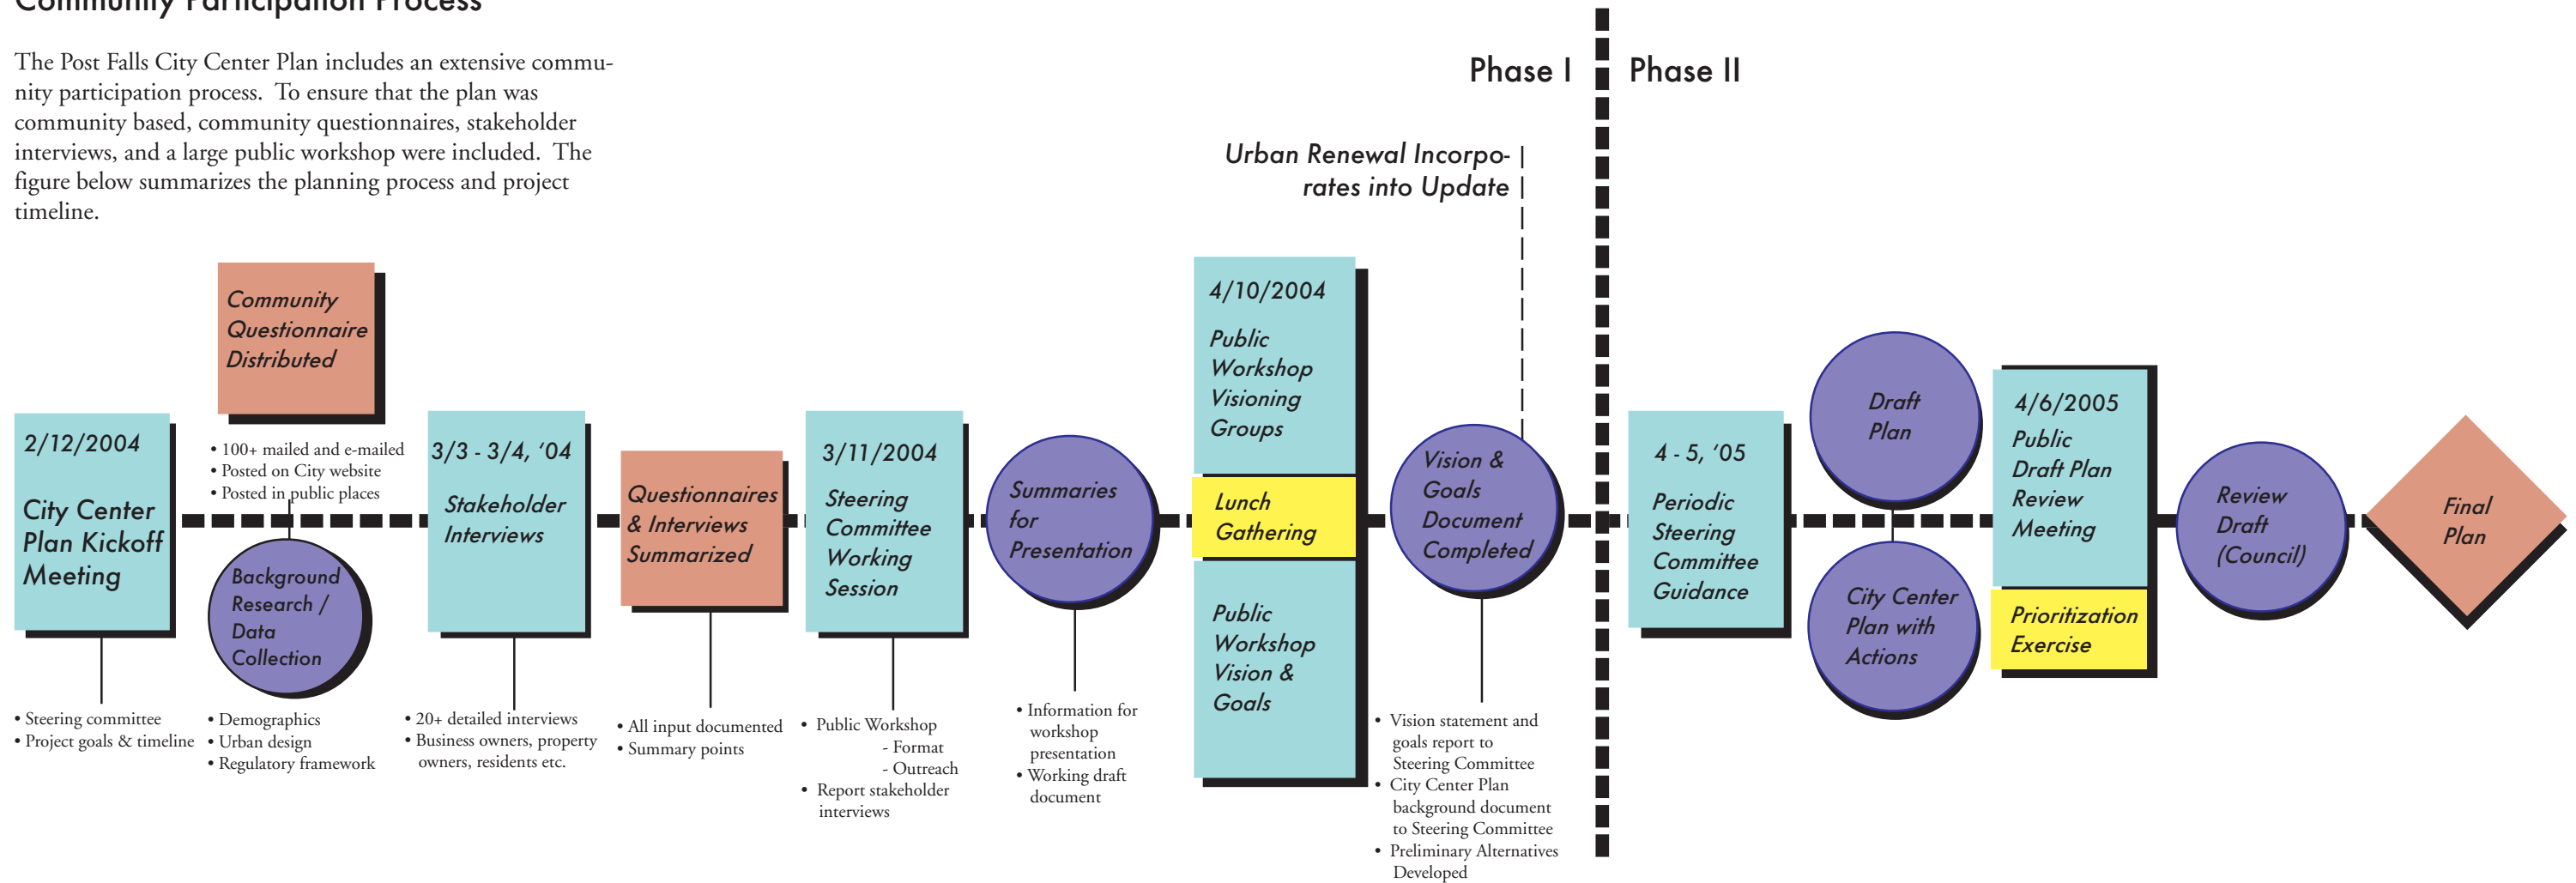 Community Participation Process
The Post Falls City Center Plan includes an extensive commu-
nity participation process.  To ensure that the plan was
community based, community questionnaires, stakeholder
interviews, and a large public workshop were included.  The
figure below summarizes the planning process and project
timeline.
Phase I
Phase II
Urban Renewal Incorpo-
rates into Update
2/12/2004
City Center
Plan Kickoff
Meeting
• Steering committee
• Project goals & timeline
Community
Questionnaire
Distributed
• 100+ mailed and e-mailed
• Posted on City website
• Posted in public places
Background
Research /
Data
Collection
• Demographics
• Urban design
• Regulatory framework
3/3 - 3/4, ‘04
Stakeholder
Interviews
• 20+ detailed interviews
• Business owners, property
owners, residents etc.
Questionnaires
& Interviews
Summarized
• All input documented
• Summary points
3/11/2004
Steering
Committee
Working
Session
• Public Workshop
- Format
- Outreach
• Report stakeholder
interviews
Summaries
for
Presentation
• Information for
workshop
presentation
• Working draft
document
4/10/2004
Public
Workshop
Visioning
Groups
Lunch
Gathering
Public
Workshop
Vision &
Goals
Vision &
Goals
Document
Completed
• Vision statement and
goals report to
Steering Committee
• City Center Plan
background document
to Steering Committee
• Preliminary Alternatives
Developed
4 - 5, ‘05
Periodic
Steering
Committee
Guidance
Draft
Plan
City Center
Plan with
Actions
4/6/2005
Public
Draft Plan
Review
Meeting
Prioritization
Exercise
Review
Draft
(Council)
Final
Plan